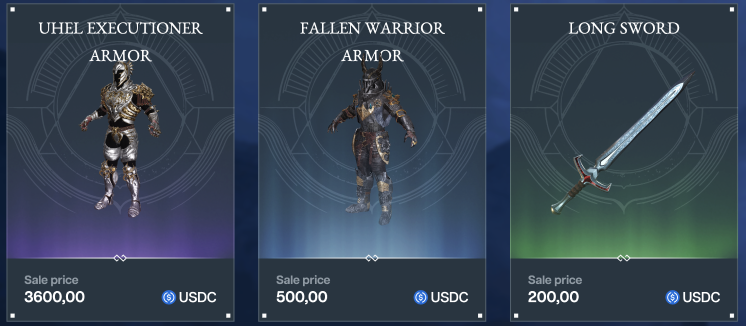 UHEL EXECUTIONER
ARMOR
Sale price
3600,00 USDC
FALLEN WARRIOR
ARMOR
Sale price
500,00 USDC
LONG SWORD
Sale price
200,00 USDC